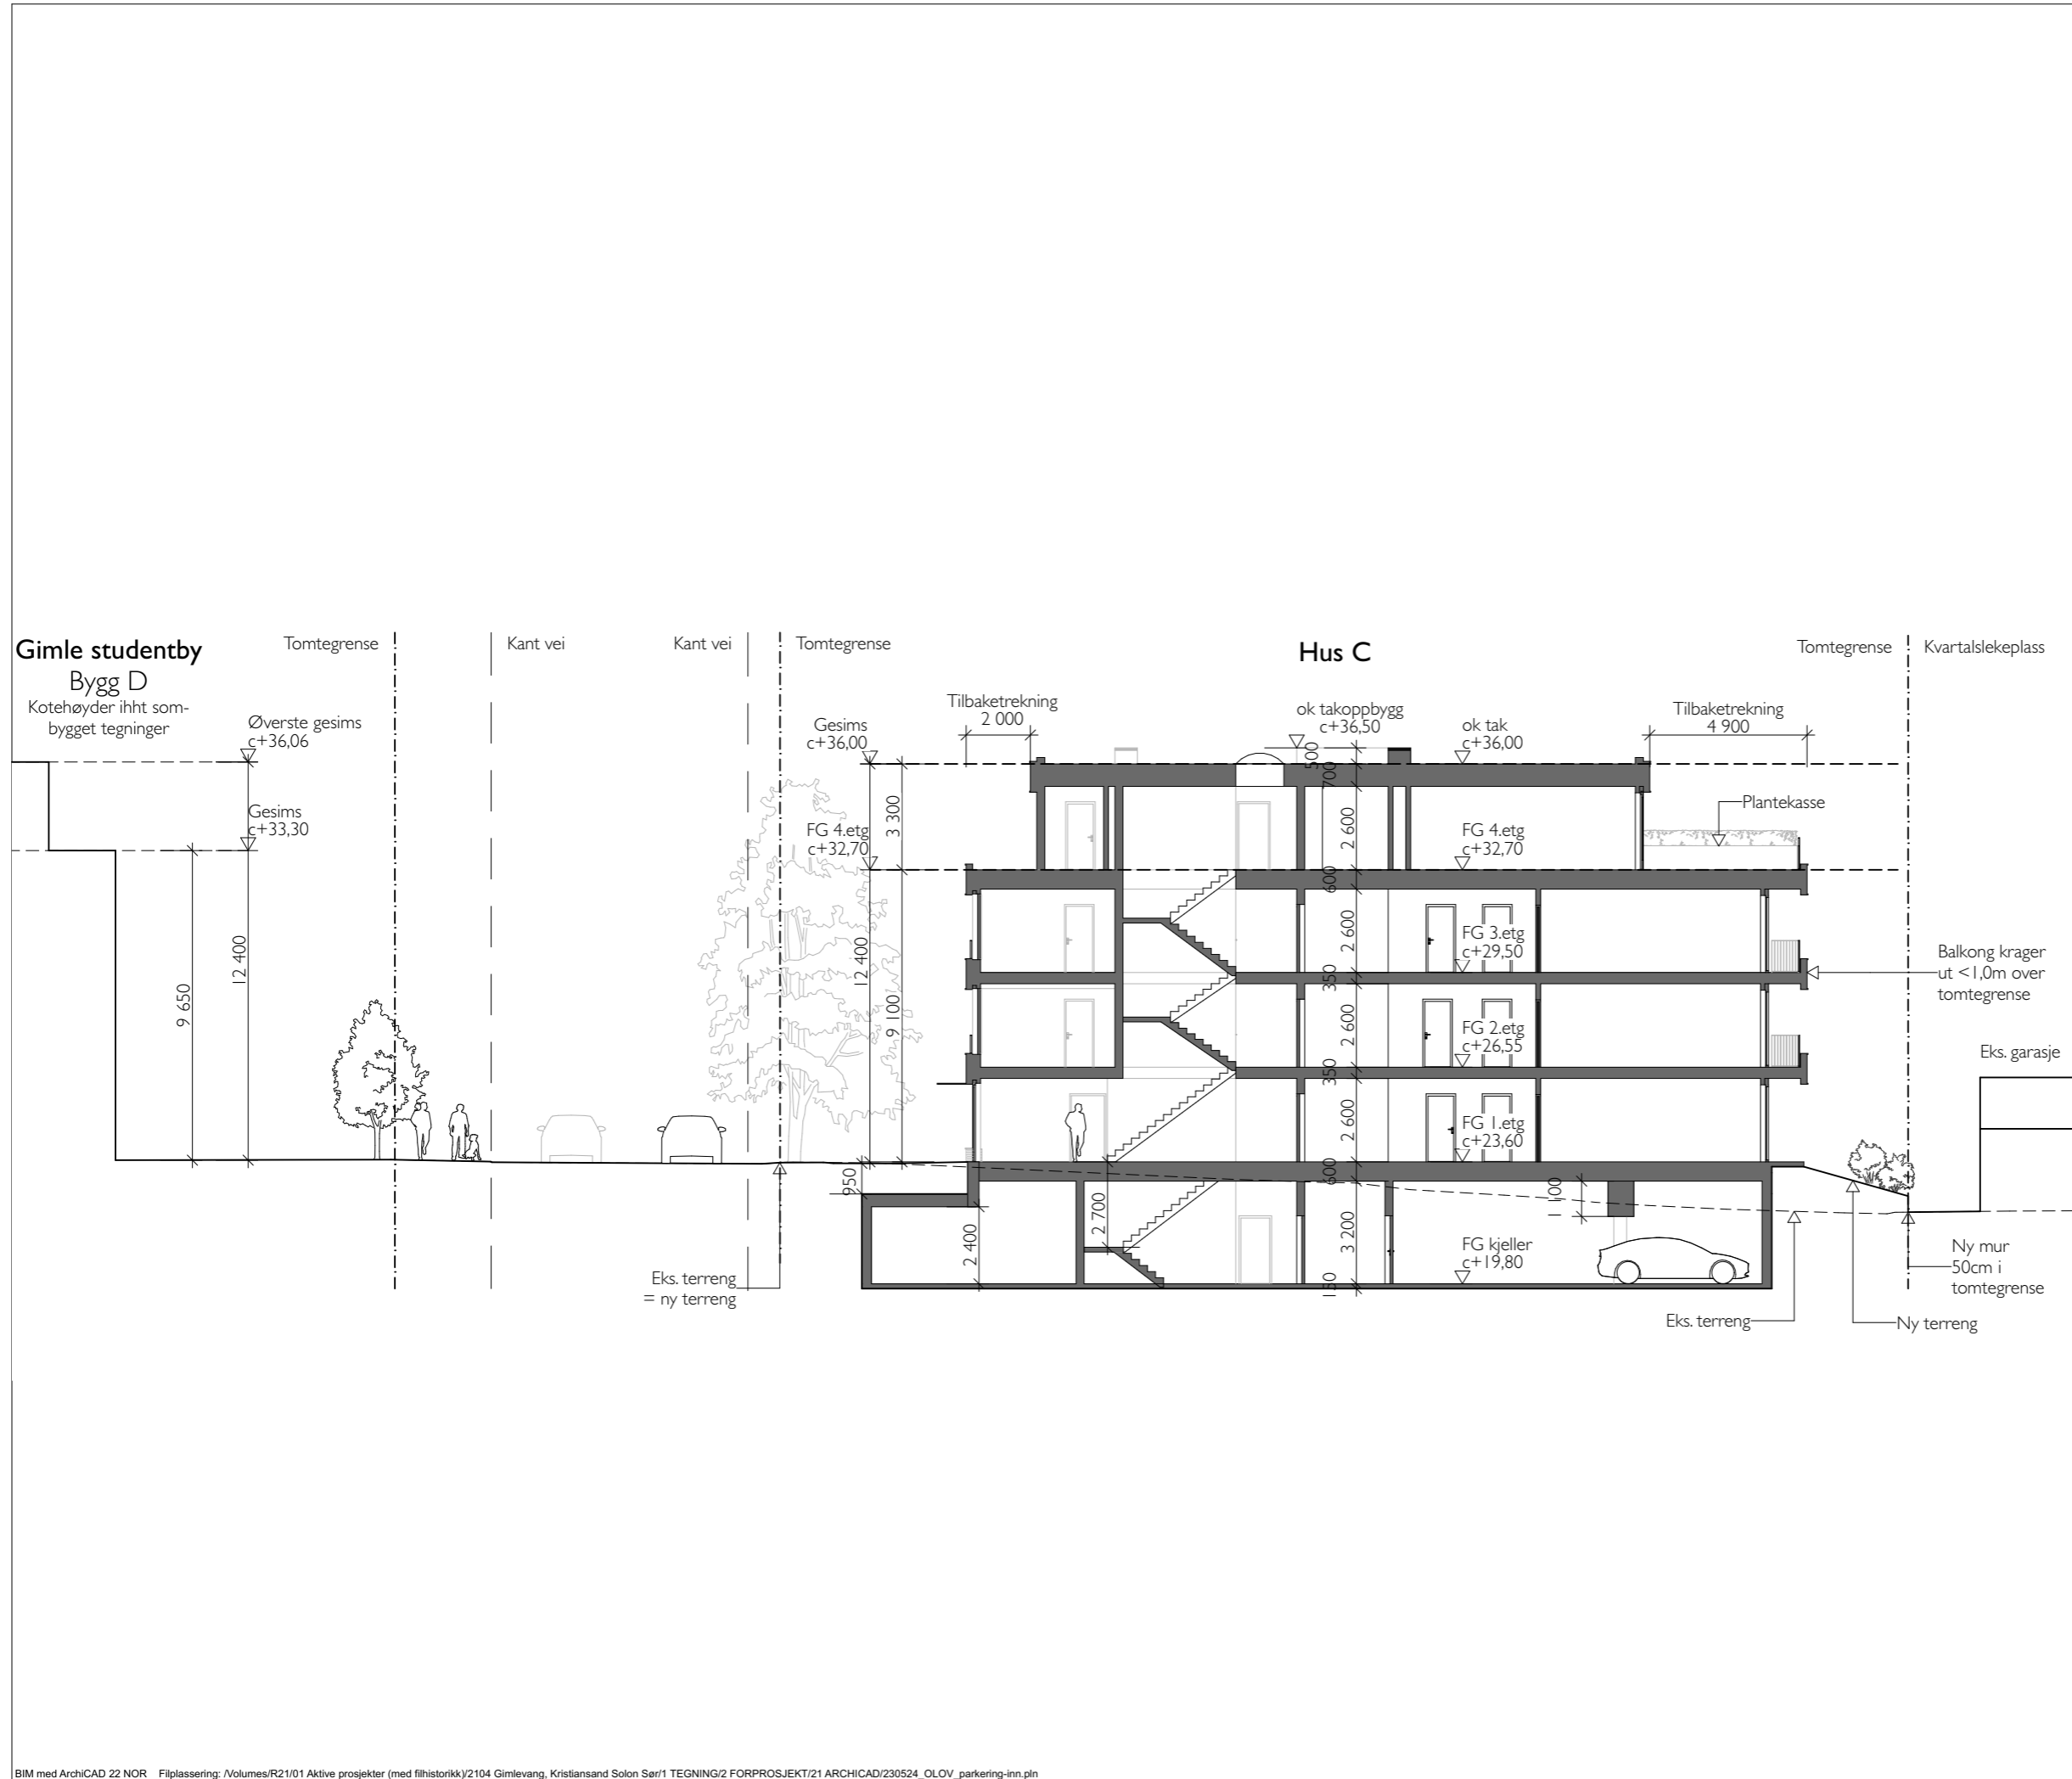 Gimle studentby
Bygg D
Kotehøyder ihht som-
bygget tegninger
Øverste gesims
c+36,06
Gesims
c+33,30
9 650
12 400
Tomtegrense
Kant vei
Kant vei
Tomtegrense
Hus C
Tomtegrense
Kvartalslekeplass
Tilbaketrekning
2 000
Gesims
c+36,00
ok takoppbygg
c+36,50
ok tak
c+36,00
Tilbaketrekning
4 900
Plantekasse
FG 4.etg
c+32,70
3 300
12 400
9 100
500
700
2 600
600
2 600
350
2 600
350
2 600
600
3 200
150
FG 4.etg
c+32,70
FG 3.etg
c+29,50
FG 2.etg
c+26,55
FG 1.etg
c+23,60
FG kjeller
c+19,80
Balkong krager
ut <1,0m over
tomtegrense
Eks. garasje
950
2 400
2 700
1 100
Eks. terreng
= ny terreng
Ny mur
50cm i
tomtegrense
Eks. terreng
Ny terreng
BIM med ArchiCAD 22 NOR Filplassering: /Volumes/R21/01 Aktive prosjekter (med filhistorikk)/2104 Gimlevang, Kristiansand Solon Sør/1 TEGNING/2 FORPROSJEKT/21 ARCHICAD/230524_OLOV_parkering-inn.pln